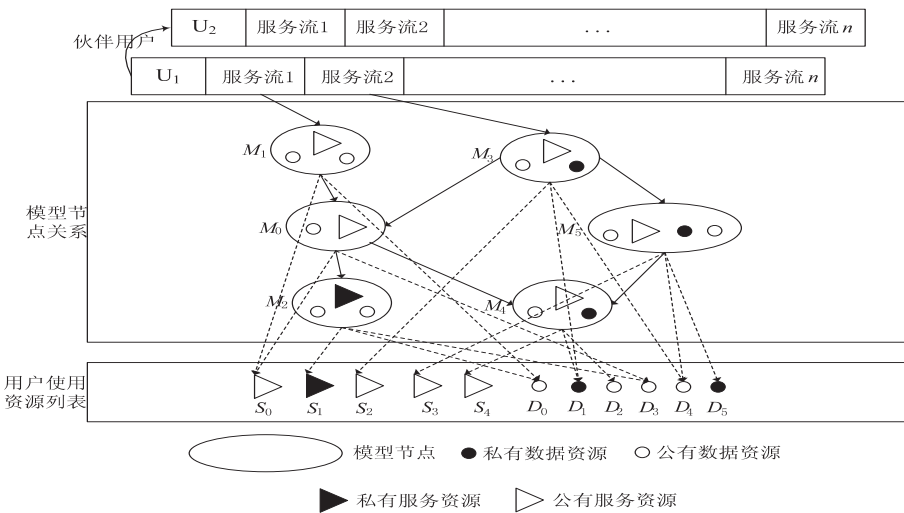 伙伴用户
U2 服务流1 服务流2 ... 服务流n
U1 服务流1 服务流2 ... 服务流n
模型节
点关系
M1 M3
M0 M5
M2 M4
用户使用
资源列表
S0 S1 S2 S3 S4 D0 D1 D2 D3 D4 D5
模型节点 私有数据资源 公有数据资源
私有服务资源 公有服务资源